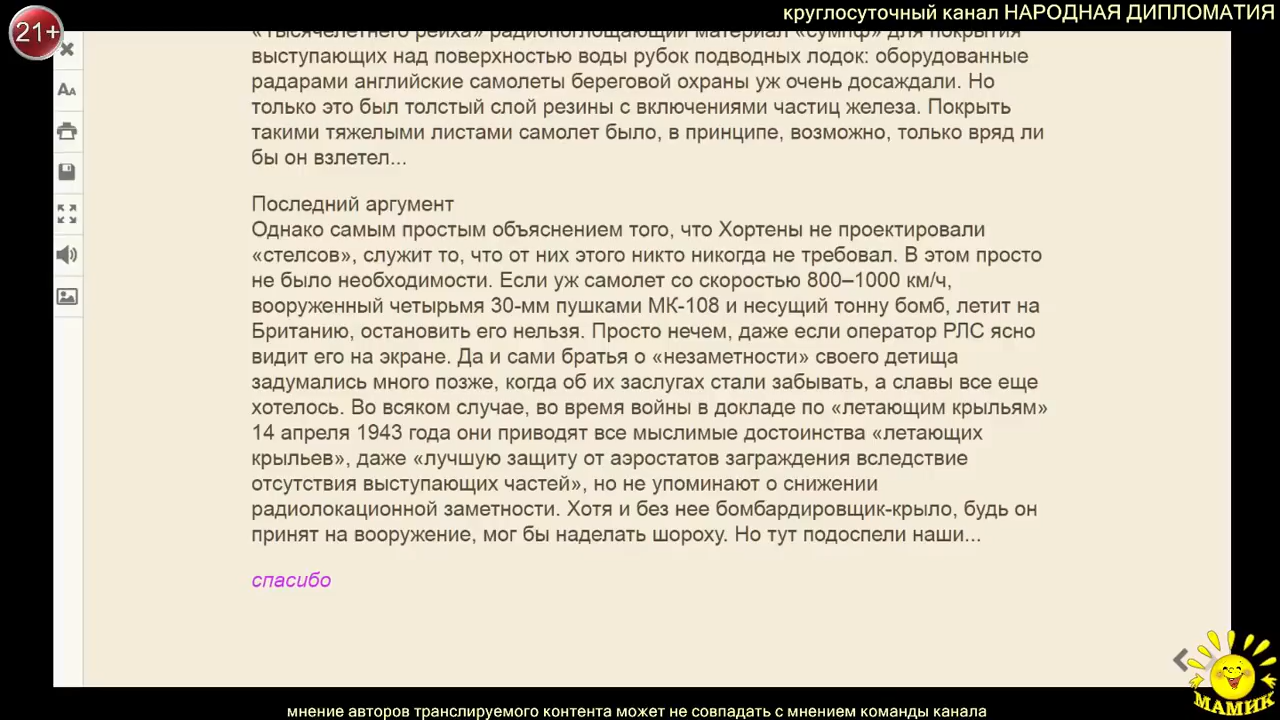 круглосуточный канал НАРОДНАЯ ДИПЛОМАТИЯ
21+
«тысячелетнего рейха» радиопоглощающий материал «сумпф» для покрытия
выступающих над поверхностью воды рубок подводных лодок: оборудованные
радарами английские самолеты береговой охраны уж очень досаждали. Но
только это был толстый слой резины с включениями частиц железа. Покрыть
такими тяжелыми листами самолет было, в принципе, возможно, только вряд ли
бы он взлетел...
Последний аргумент
Однако самым простым объяснением того, что Хортены не проектировали
«стелсов», служит то, что от них этого никто никогда не требовал. В этом просто
не было необходимости. Если уж самолет со скоростью 800–1000 км/ч,
вооруженный четырьмя 30-мм пушками МК-108 и несущий тонну бомб, летит на
Британию, остановить его нельзя. Просто нечем, даже если оператор РЛС ясно
видит его на экране. Да и сами братья о «незаметности» своего детища
задумались много позже, когда об их заслугах стали забывать, а славы все еще
хотелось. Во всяком случае, во время войны в докладе по «летающим крыльям»
14 апреля 1943 года они приводят все мыслимые достоинства «летающих
крыльев», даже «лучшую защиту от аэростатов заграждения вследствие
отсутствия выступающих частей», но не упоминают о снижении
радиолокационной заметности. Хотя и без нее бомбардировщик-крыло, будь он
принят на вооружение, мог бы наделать шороху. Но тут подоспели наши...
спасибо
МАМИК
мнение авторов транслируемого контента может не совпадать с мнением команды канала